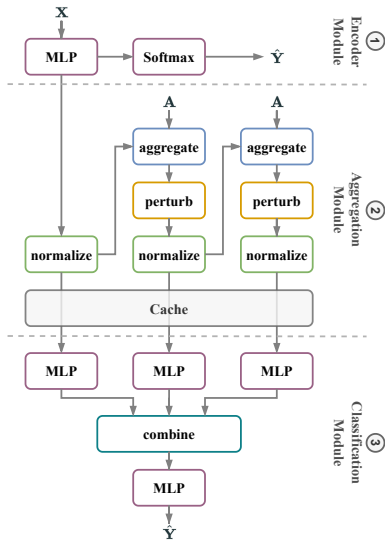 X
MLP
Softmax
Ŷ
Encoder
Module
1
A
A
aggregate
aggregate
perturb
perturb
normalize
normalize
normalize
Cache
Aggregation
Module
2
MLP
MLP
MLP
combine
MLP
Ŷ
Classification
Module
3